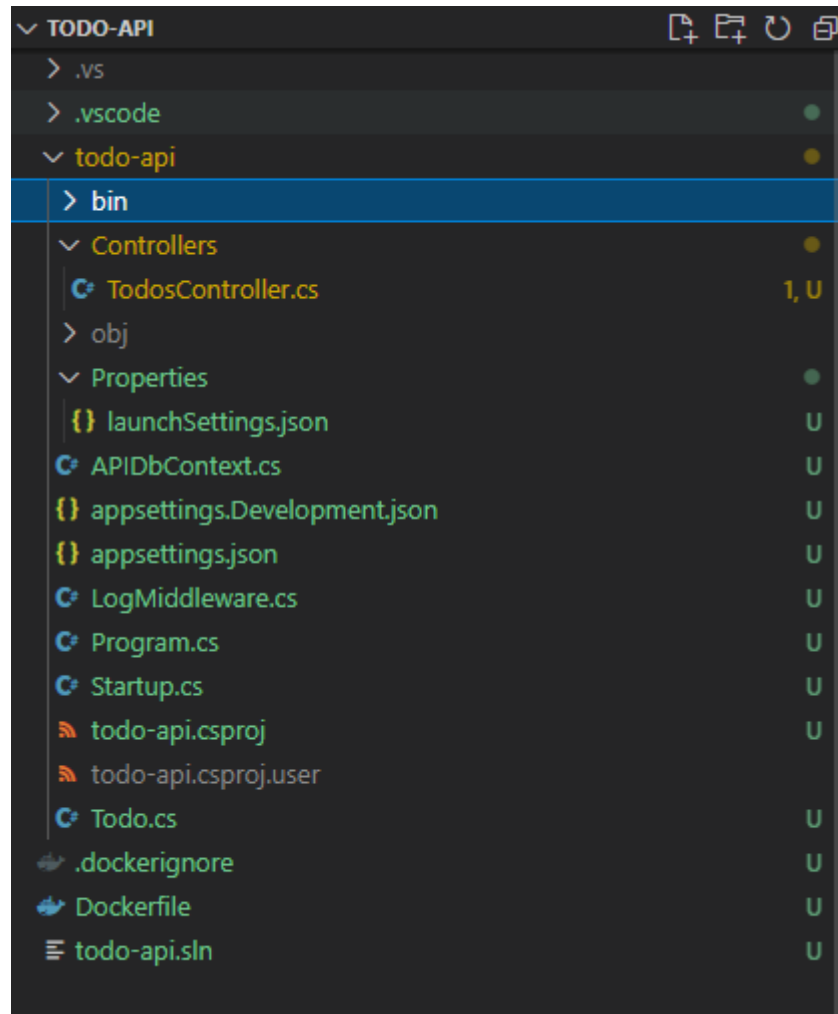 TODO-API
.vs
.vscode
todo-api
bin
Controllers
C# TodosController.cs 1, U
obj
Properties
{} launchSettings.json U
C# APIDbContext.cs U
{} appsettings.Development.json U
{} appsettings.json U
C# LogMiddleware.cs U
C# Program.cs U
C# Startup.cs U
todo-api.csproj U
todo-api.csproj.user
C# Todo.cs U
.dockerignore U
Dockerfile U
todo-api.sln U